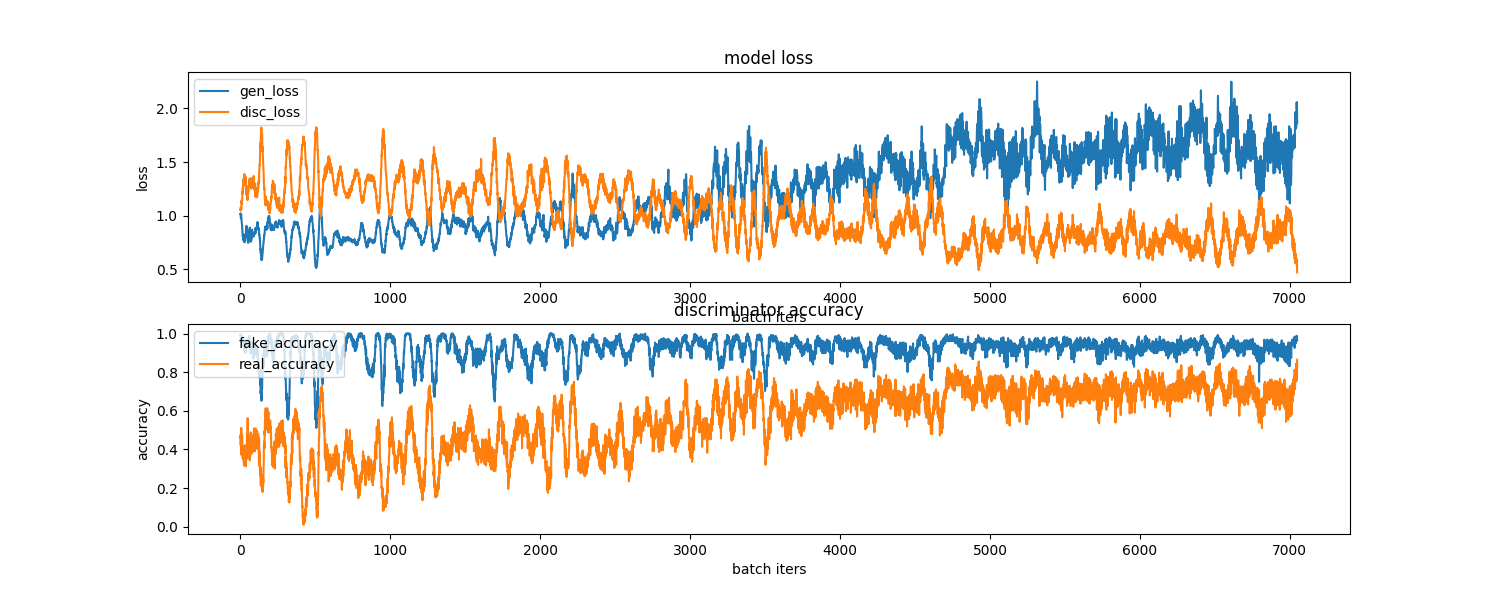 model loss
gen_loss
disc_loss
loss
2.0
1.5
1.0
0.5
0 1000 2000 3000 4000 5000 6000 7000
batch iters
discriminator accuracy
fake_accuracy
real_accuracy
accuracy
1.0
0.8
0.6
0.4
0.2
0.0
0 1000 2000 3000 4000 5000 6000 7000
batch iters